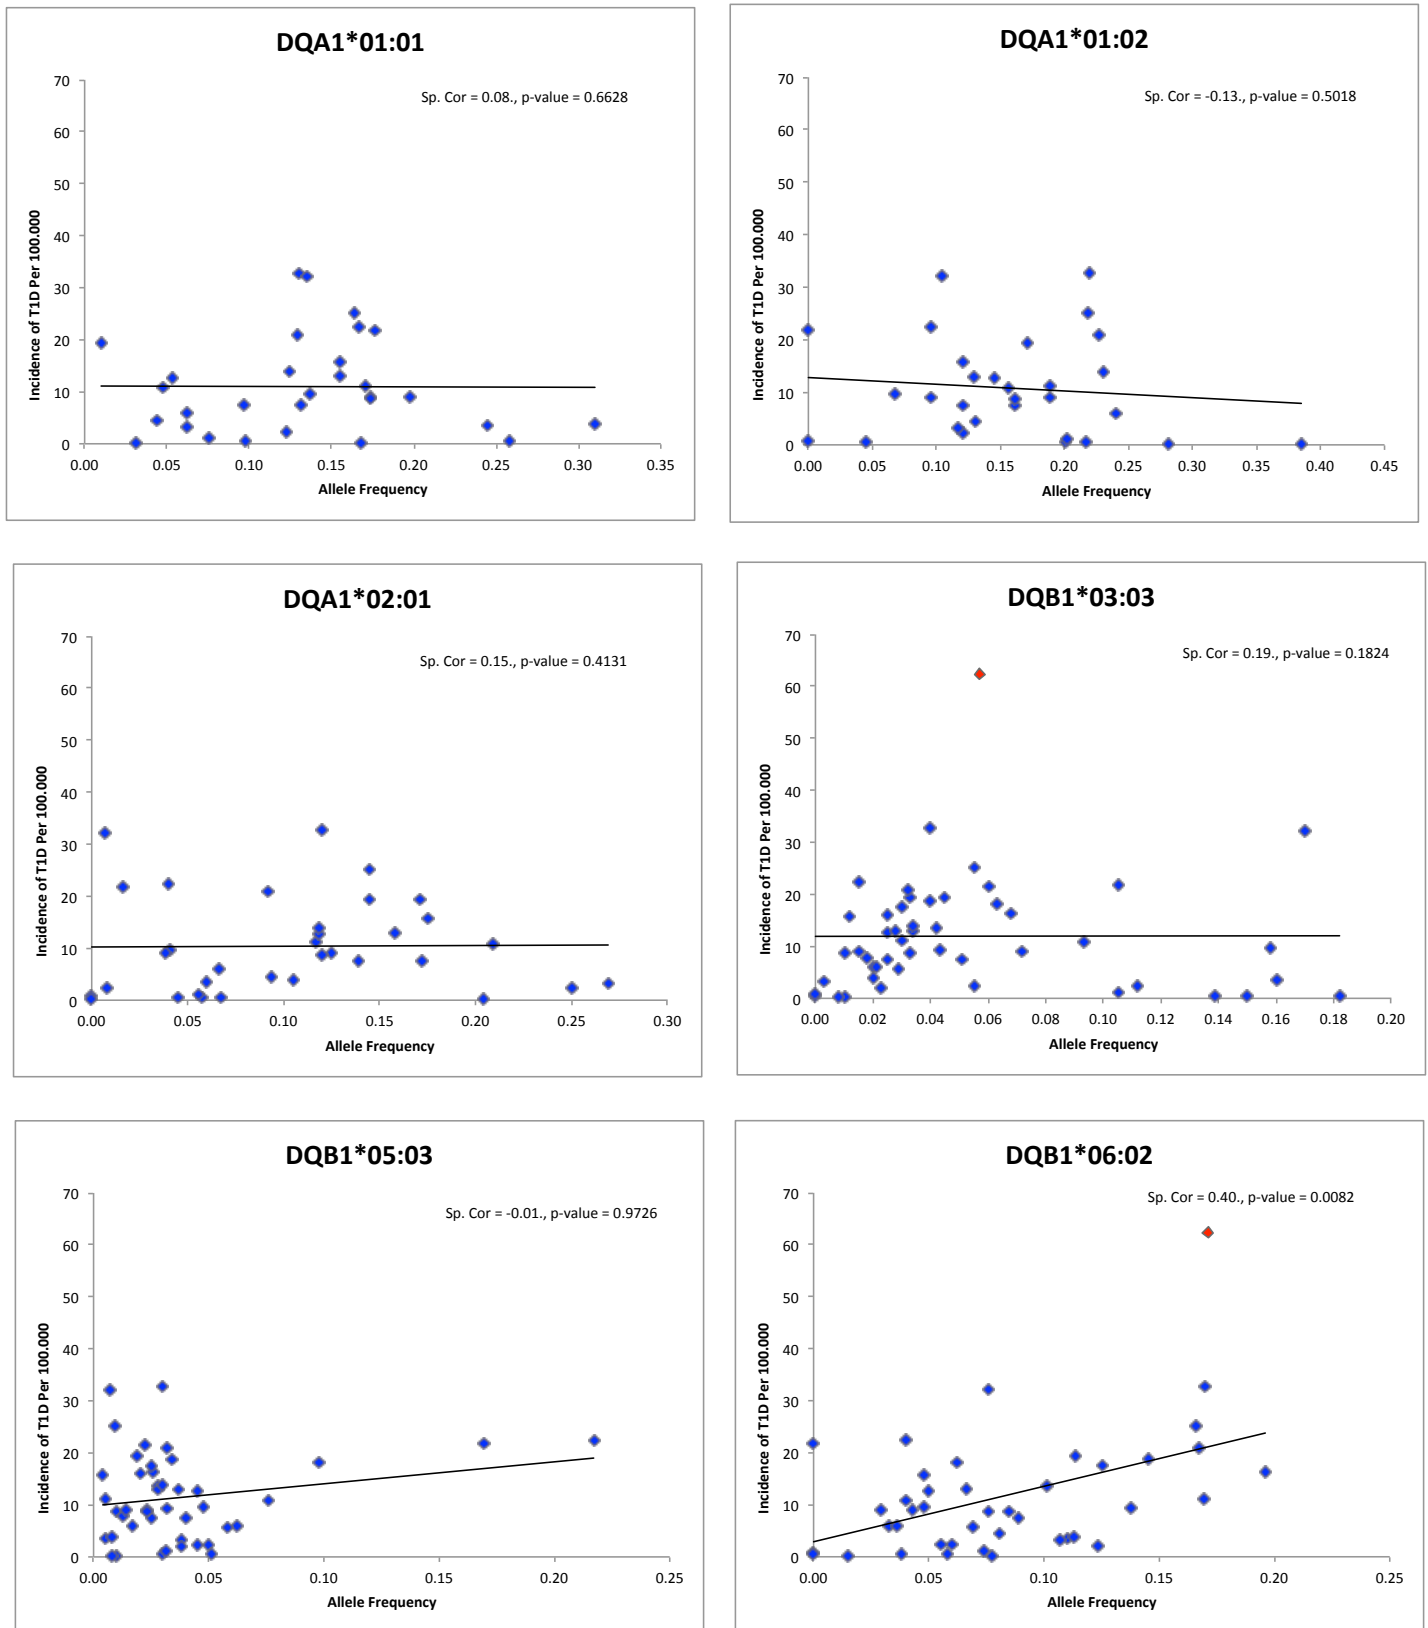 DQA1*01:01
Sp. Cor = 0.08., p-value = 0.6628
Incidence of T1D Per 100.000
70
60
50
40
30
20
10
0
0.00 0.05 0.10 0.15 0.20 0.25 0.30 0.35
Allele Frequency
DQA1*01:02
Sp. Cor = -0.13., p-value = 0.5018
Incidence of T1D Per 100.000
70
60
50
40
30
20
10
0
0.00 0.05 0.10 0.15 0.20 0.25 0.30 0.35 0.40 0.45
Allele Frequency
DQA1*02:01
Sp. Cor = 0.15., p-value = 0.4131
Incidence of T1D Per 100.000
70
60
50
40
30
20
10
0
0.00 0.05 0.10 0.15 0.20 0.25 0.30
Allele Frequency
DQB1*03:03
Sp. Cor = 0.19., p-value = 0.1824
Incidence of T1D Per 100.000
70
60
50
40
30
20
10
0
0.00 0.02 0.04 0.06 0.08 0.10 0.12 0.14 0.16 0.18 0.20
Allele Frequency
DQB1*05:03
Sp. Cor = -0.01., p-value = 0.9726
Incidence of T1D Per 100.000
70
60
50
40
30
20
10
0
0.00 0.05 0.10 0.15 0.20 0.25
Allele Frequency
DQB1*06:02
Sp. Cor = 0.40., p-value = 0.0082
Incidence of T1D Per 100.000
70
60
50
40
30
20
10
0
0.00 0.05 0.10 0.15 0.20 0.25
Allele Frequency